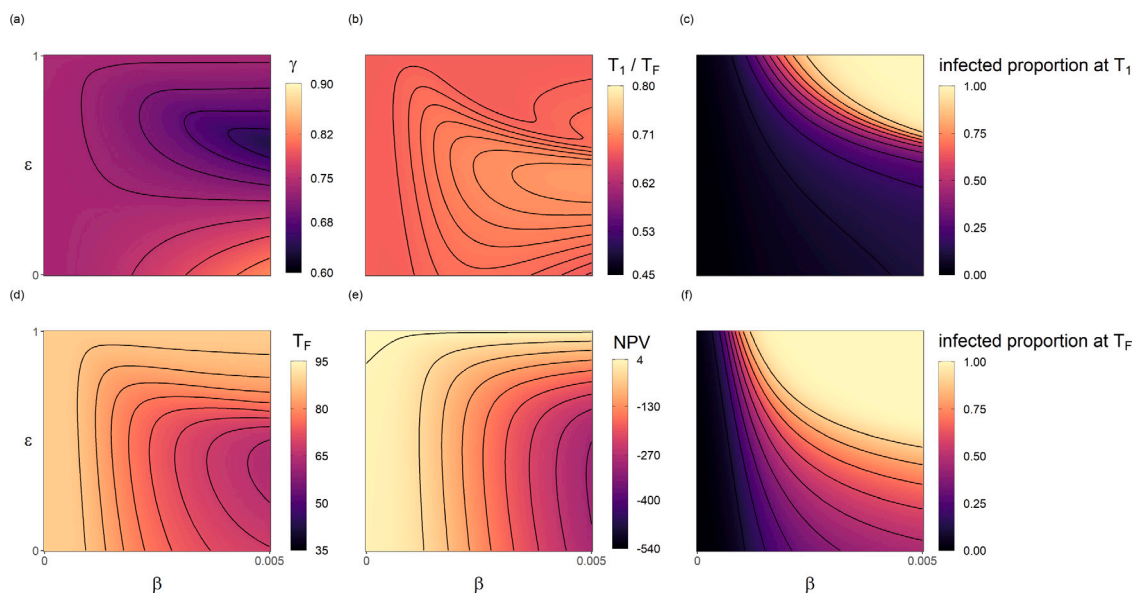 (a)
(b)
(c)
1
ε
0
γ
0.90
0.82
0.75
0.68
0.60
T1 / TF
0.80
0.71
0.62
0.53
0.45
infected proportion at T1
1.00
0.75
0.50
0.25
0.00
(d)
(e)
(f)
1
ε
0
0
0.005
β
TF
95
80
65
50
35
0
0.005
β
NPV
4
-130
-270
-400
-540
0
0.005
β
infected proportion at TF
1.00
0.75
0.50
0.25
0.00